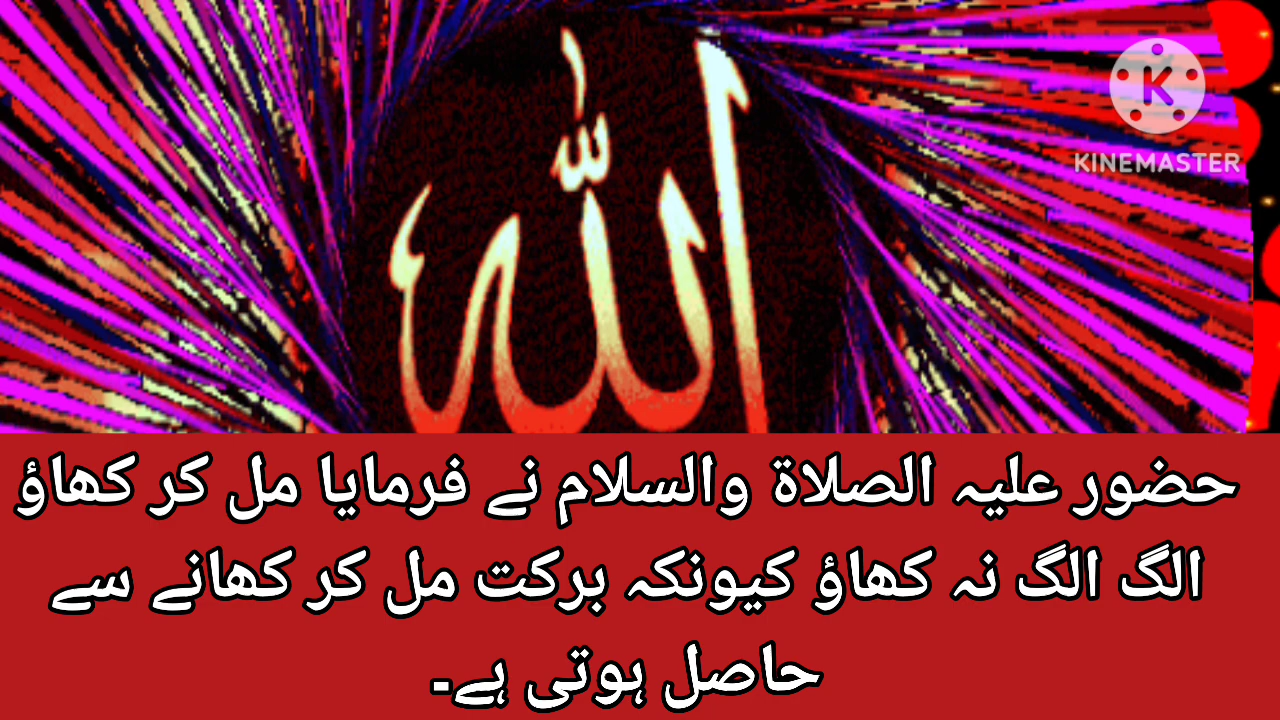 الله
KINEMASTER
حضور علیہ الصلاة والسلام نے فرمایا مل کر کھاؤ
الگ الگ نہ کھاؤ کیونکہ برکت مل کر کھانے سے
حاصل ہوتی ہے۔